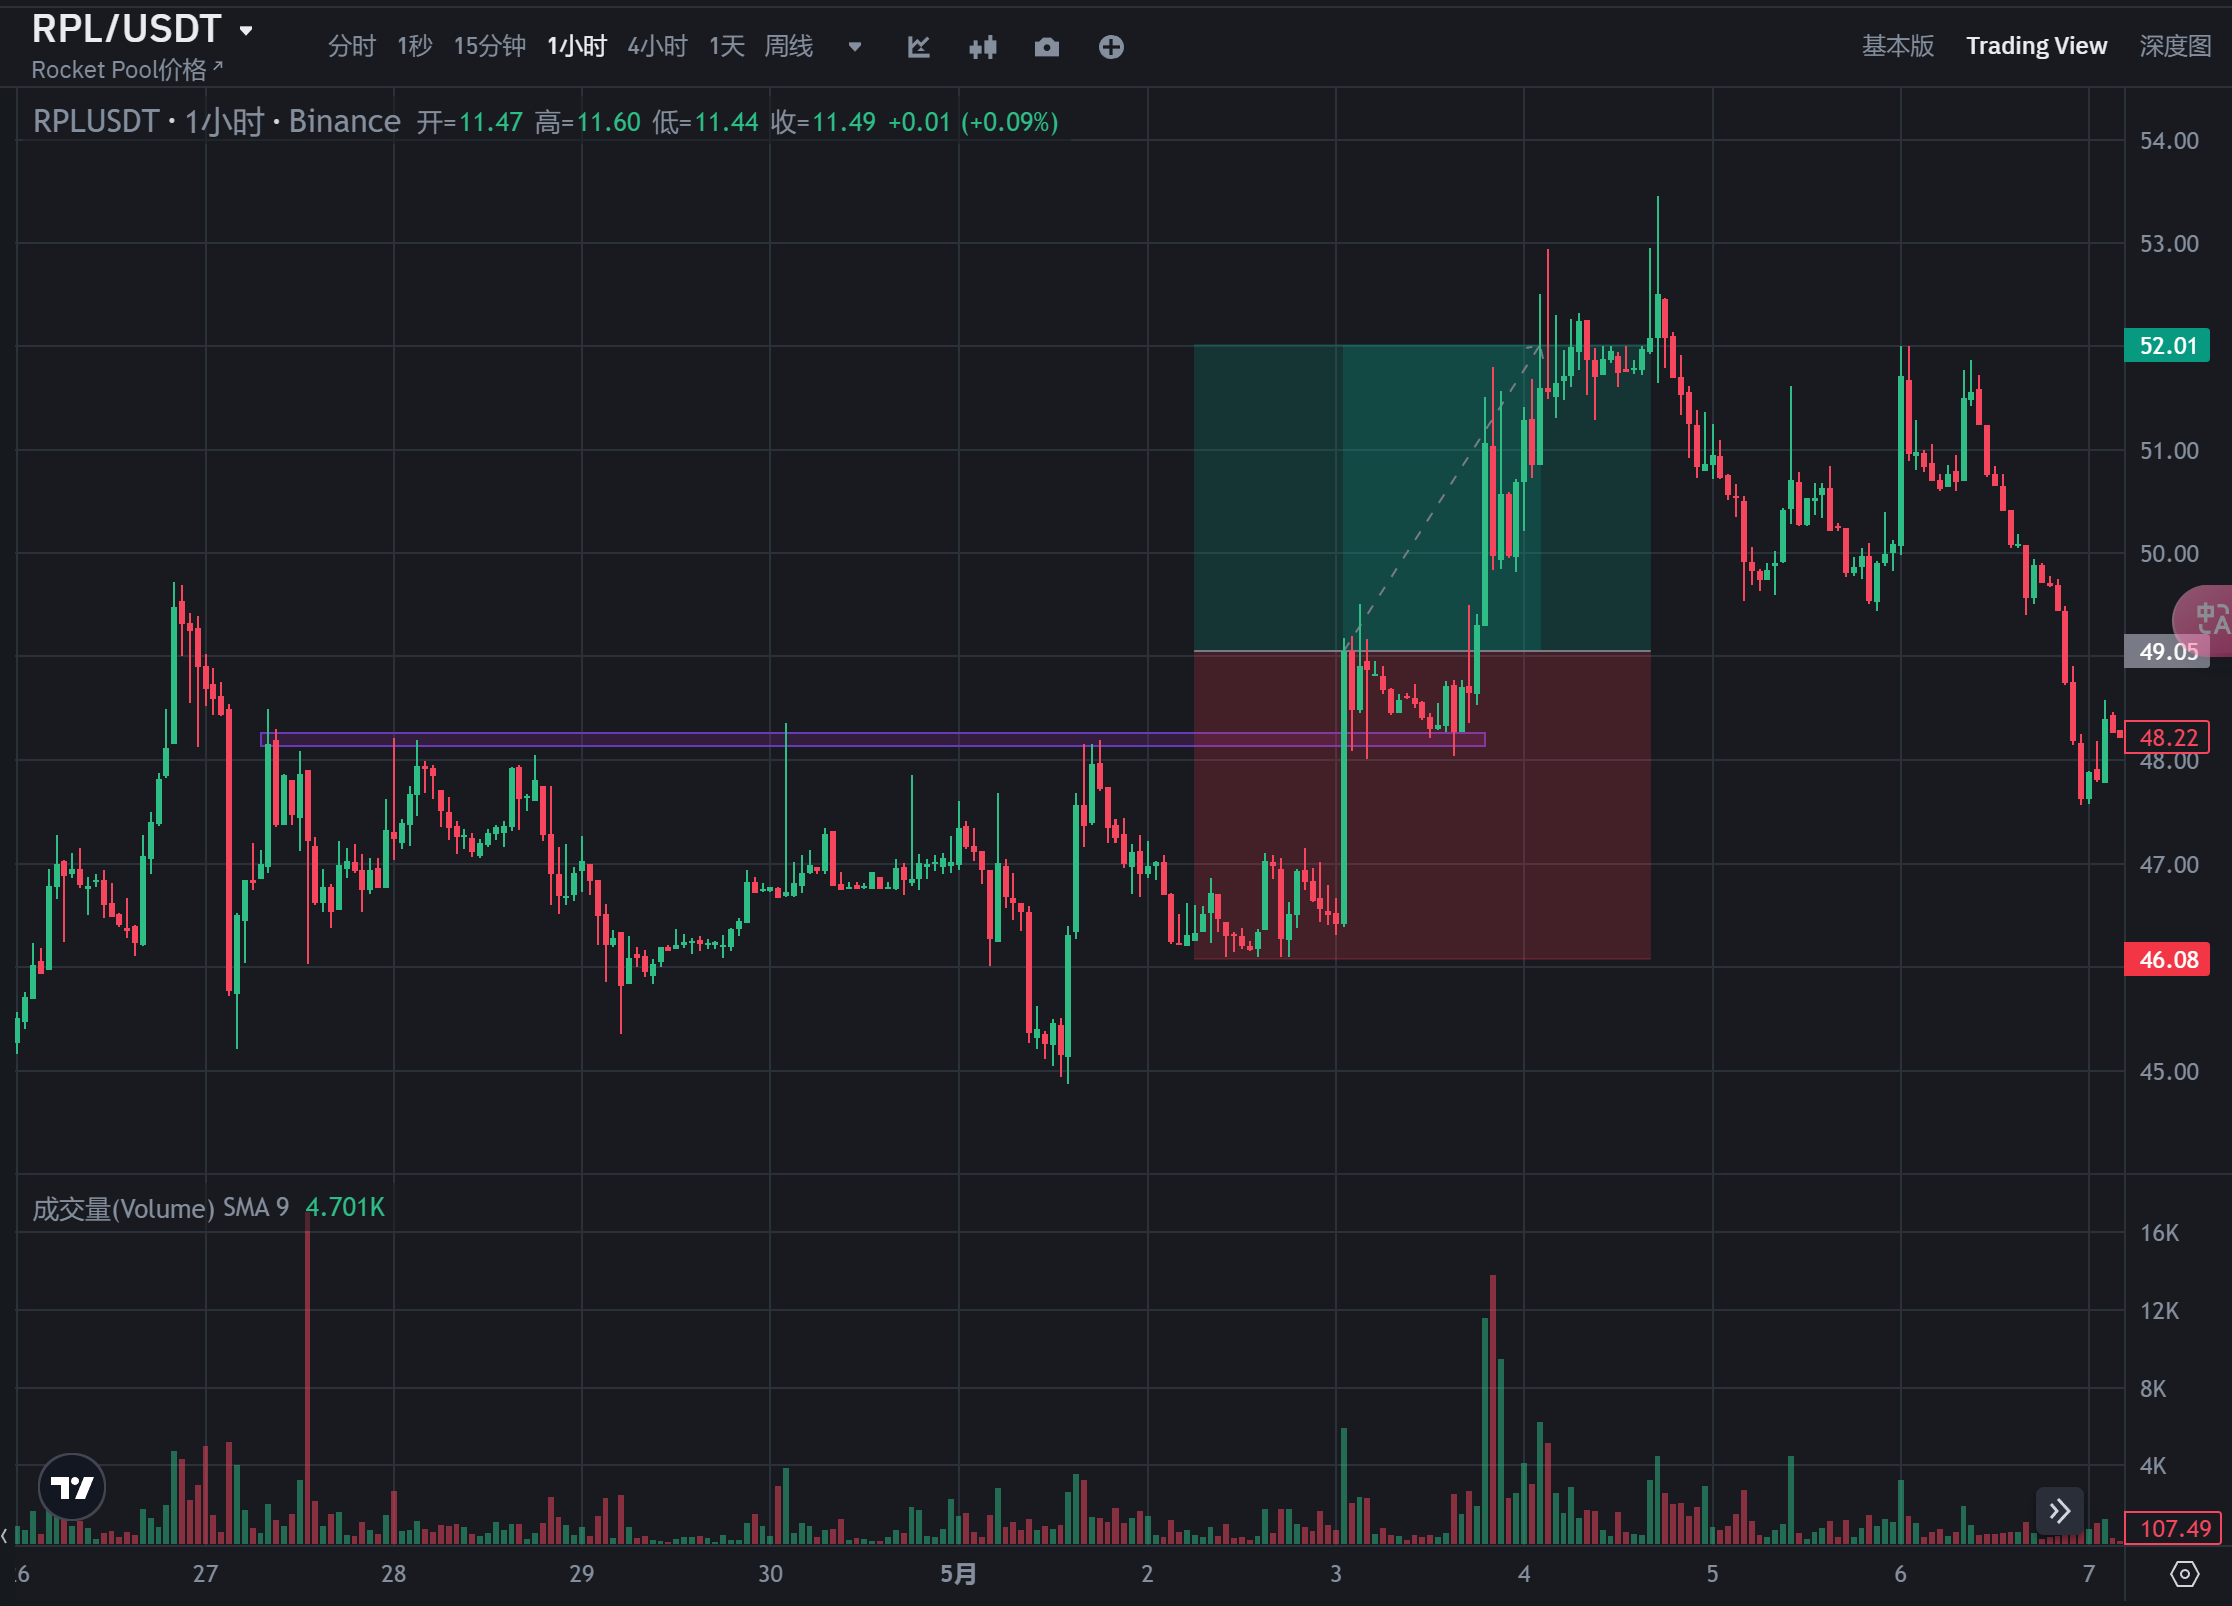 RPL/USDT
Rocket Pool价格
分时 1秒 15分钟 1小时 4小时 1天 周线
基本版 Trading View 深度图
RPLUSDT · 1小时 · Binance 开=11.47 高=11.60 低=11.44 收=11.49 +0.01 (+0.09%)
54.00
53.00
52.01
51.00
50.00
中A
49.05
48.22
48.00
47.00
46.08
45.00
成交量(Volume) SMA 9 4.701K
16K
12K
8K
4K
107.49
26 27 28 29 30 5月 2 3 4 5 6 7